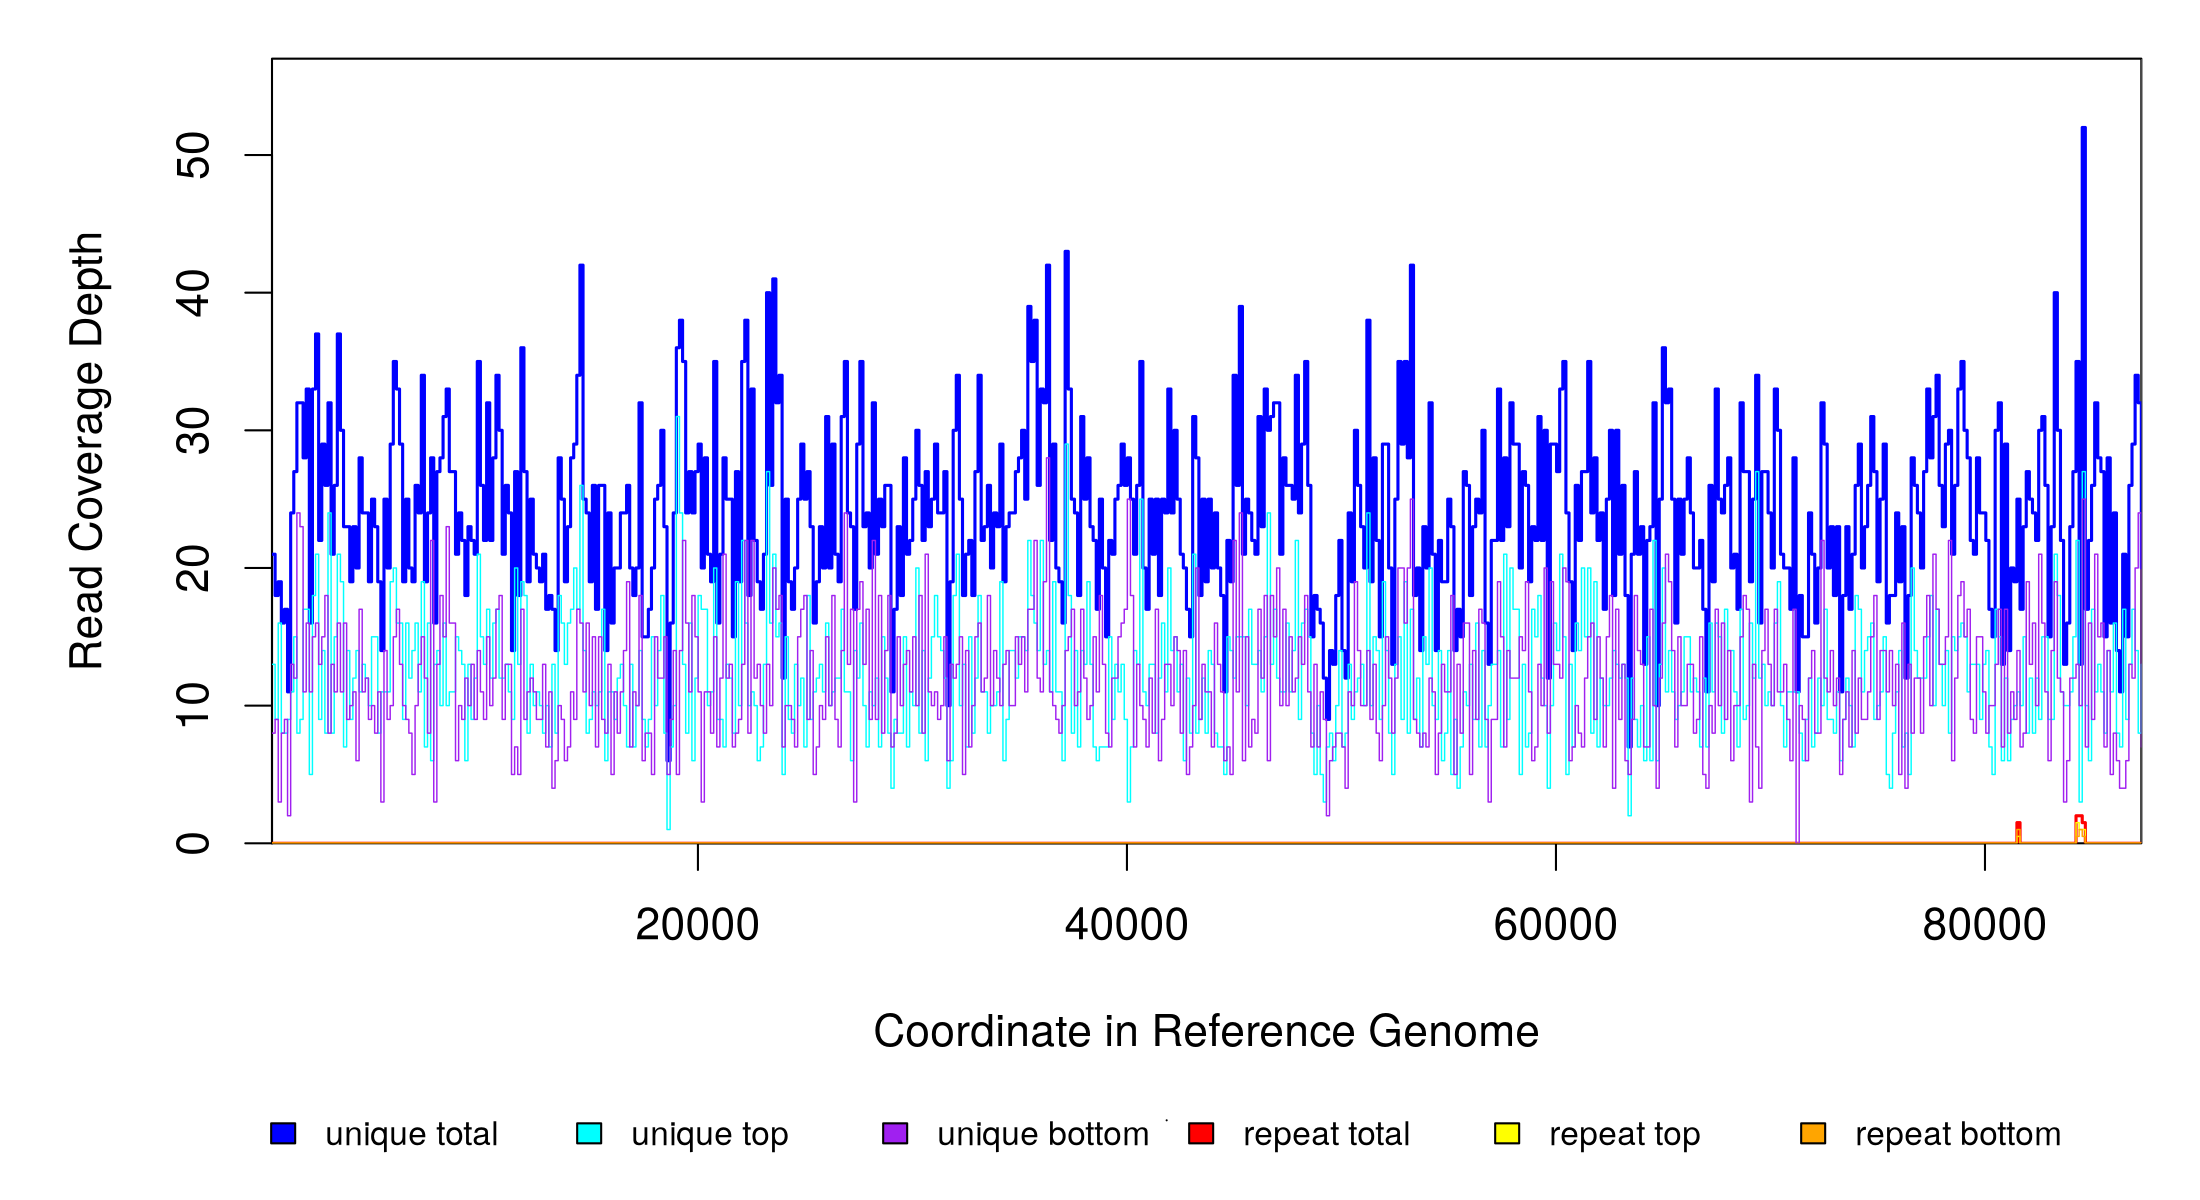 Read Coverage Depth
50
40
30
20
10
0
20000 40000 60000 80000
Coordinate in Reference Genome
unique total unique top unique bottom repeat total repeat top repeat bottom